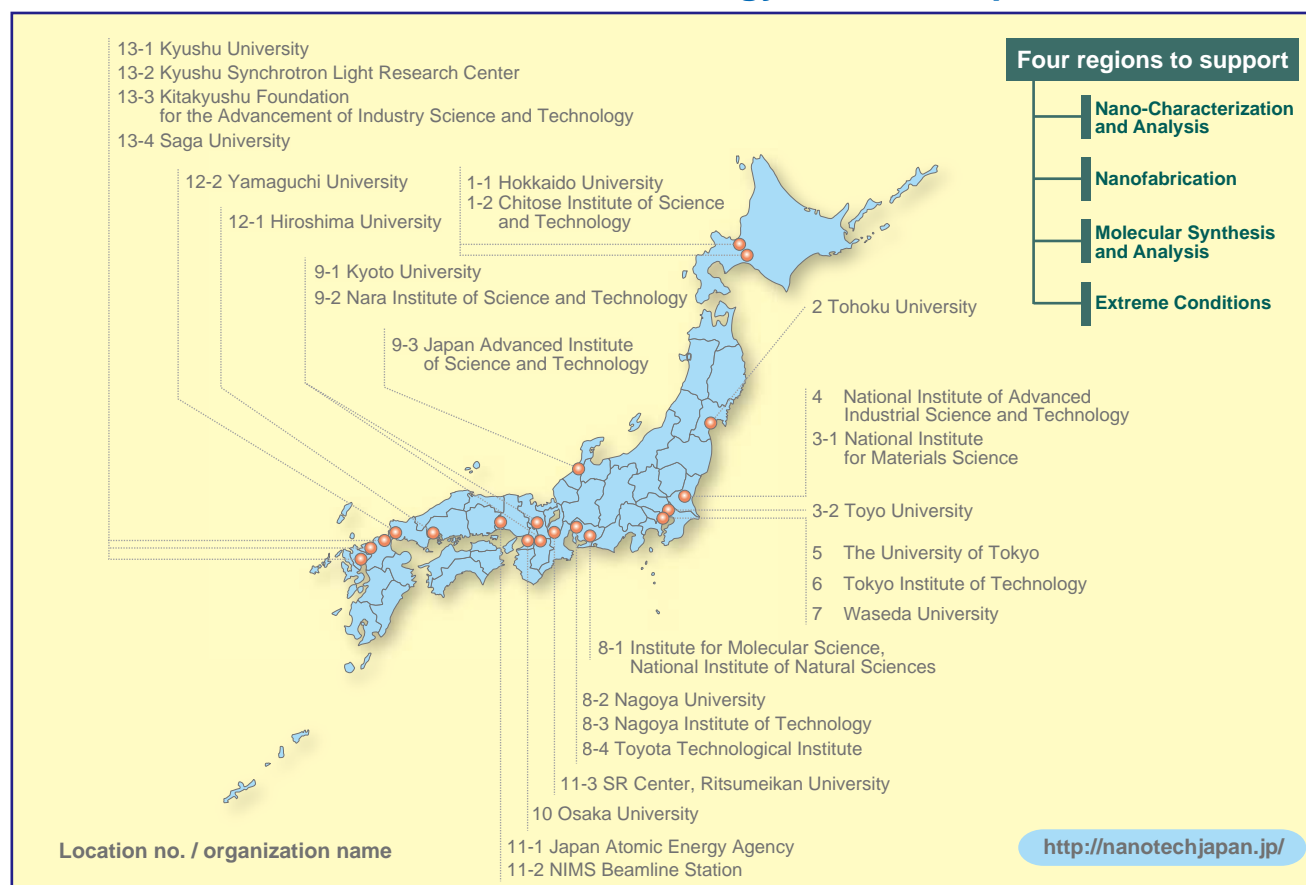 13-1 Kyushu University
13-2 Kyushu Synchrotron Light Research Center
13-3 Kitakyushu Foundation
for the Advancement of Industry Science and Technology
13-4 Saga University
12-2 Yamaguchi University
12-1 Hiroshima University
1-1 Hokkaido University
1-2 Chitose Institute of Science
and Technology
9-1 Kyoto University
9-2 Nara Institute of Science and Technology
9-3 Japan Advanced Institute
of Science and Technology
Four regions to support
Nano-Characterization
and Analysis
Nanofabrication
Molecular Synthesis
and Analysis
Extreme Conditions
2 Tohoku University
4 National Institute of Advanced
Industrial Science and Technology
3-1 National Institute
for Materials Science
3-2 Toyo University
5 The University of Tokyo
6 Tokyo Institute of Technology
7 Waseda University
8-1 Institute for Molecular Science,
National Institute of Natural Sciences
8-2 Nagoya University
8-3 Nagoya Institute of Technology
8-4 Toyota Technological Institute
11-3 SR Center, Ritsumeikan University
10 Osaka University
11-1 Japan Atomic Energy Agency
11-2 NIMS Beamline Station
Location no. / organization name
http://nanotechjapan.jp/